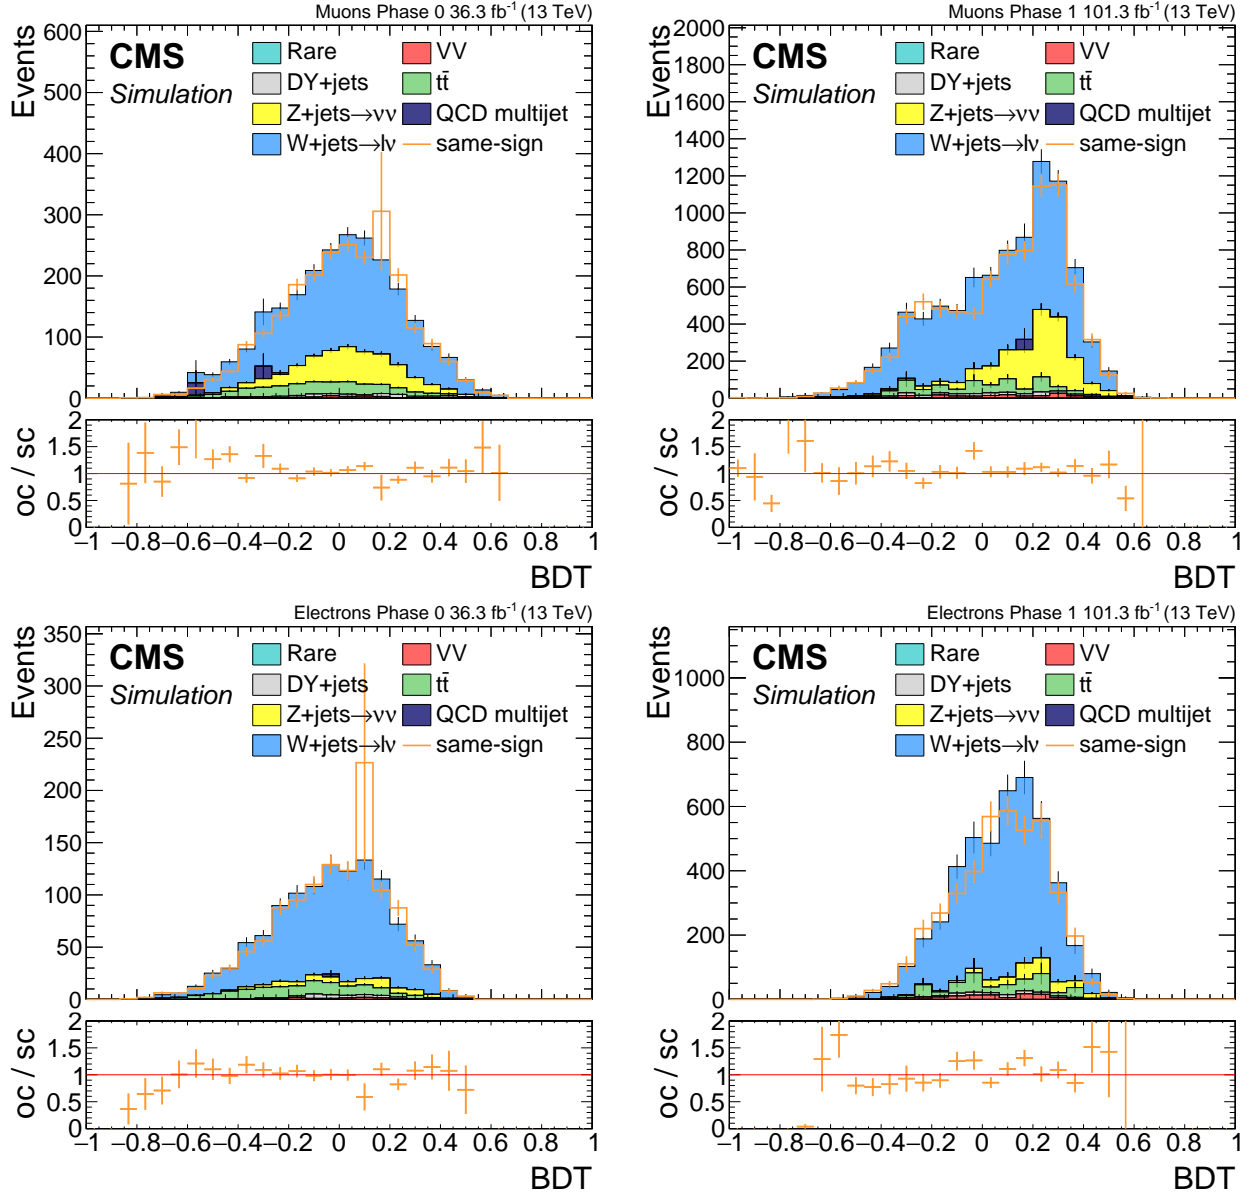 Muons Phase 0 36.3 fb⁻¹ (13 TeV)
Events
600
500
400
300
200
100
0
CMS
Simulation
Rare
VV
DY+jets
tt̄
Z+jets→νν
QCD multijet
W+jets→lν
same-sign
oc / sc
2
1.5
1
0.5
0
−1 −0.8 −0.6 −0.4 −0.2 0 0.2 0.4 0.6 0.8 1
BDT
Muons Phase 1 101.3 fb⁻¹ (13 TeV)
Events
2000
1800
1600
1400
1200
1000
800
600
400
200
0
CMS
Simulation
Rare
VV
DY+jets
tt̄
Z+jets→νν
QCD multijet
W+jets→lν
same-sign
oc / sc
2
1.5
1
0.5
0
−1 −0.8 −0.6 −0.4 −0.2 0 0.2 0.4 0.6 0.8 1
BDT
Electrons Phase 0 36.3 fb⁻¹ (13 TeV)
Events
350
300
250
200
150
100
50
0
CMS
Simulation
Rare
VV
DY+jets
tt̄
Z+jets→νν
QCD multijet
W+jets→lν
same-sign
oc / sc
2
1.5
1
0.5
0
−1 −0.8 −0.6 −0.4 −0.2 0 0.2 0.4 0.6 0.8 1
BDT
Electrons Phase 1 101.3 fb⁻¹ (13 TeV)
Events
1000
800
600
400
200
0
CMS
Simulation
Rare
VV
DY+jets
tt̄
Z+jets→νν
QCD multijet
W+jets→lν
same-sign
oc / sc
2
1.5
1
0.5
0
−1 −0.8 −0.6 −0.4 −0.2 0 0.2 0.4 0.6 0.8 1
BDT